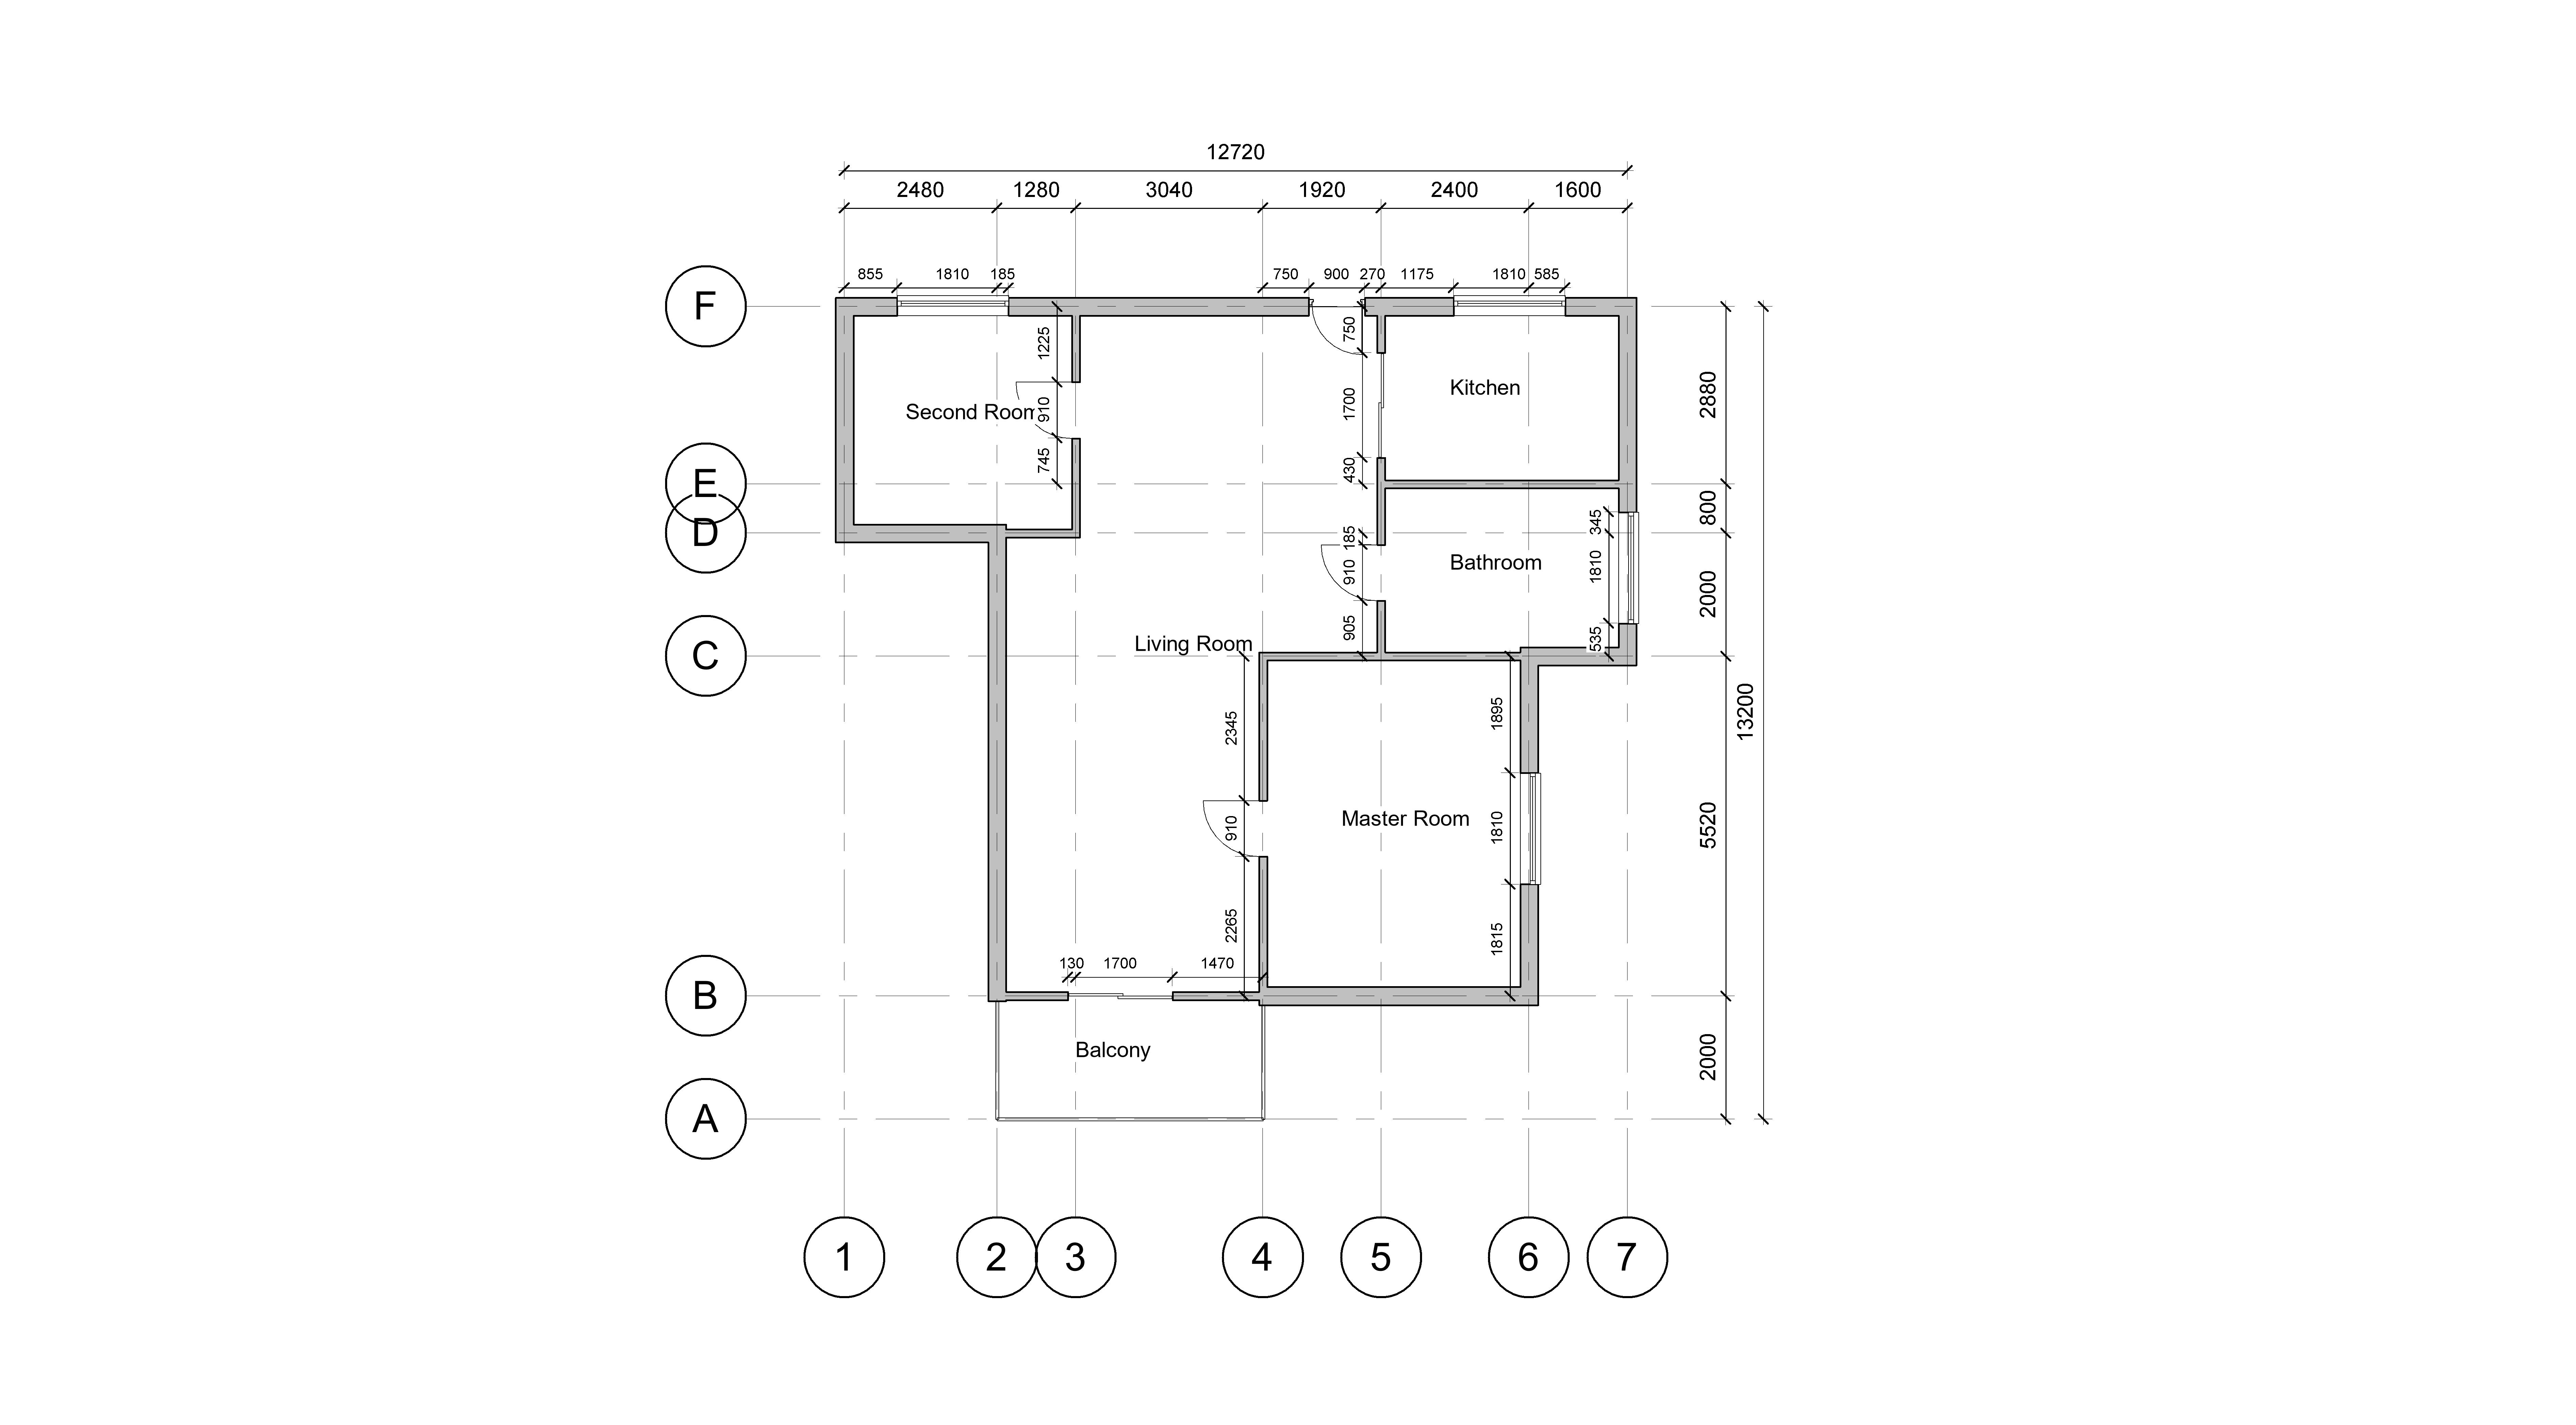 12720
2480 1280 3040 1920 2400 1600
855 1810 185 750 900 270 1175 1810 585
F
1225
750
2880
Kitchen
1700
Second Room
910
745
430
E
800
345
185
D
Bathroom
1810
910
2000
905
535
Living Room
C
1895
13200
2345
Master Room
910
1810
5520
2265
1815
130 1700 1470
B
Balcony
2000
A
1 2 3 4 5 6 7